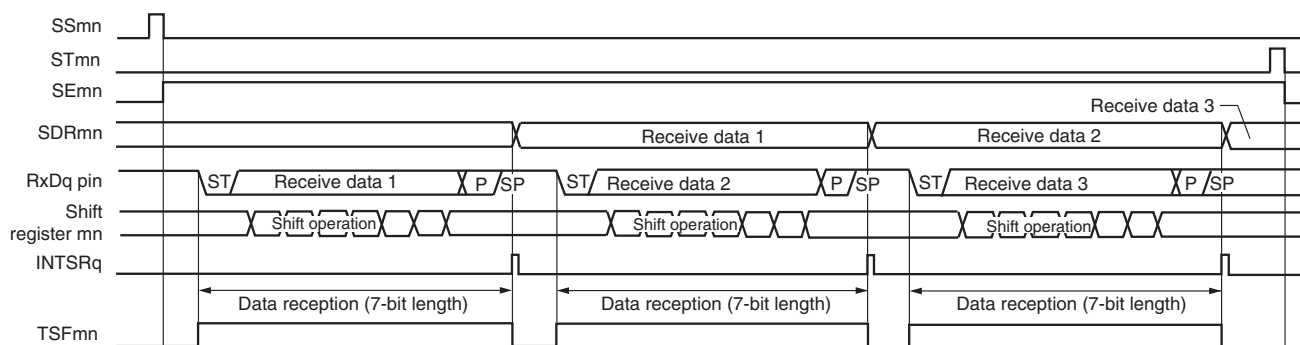 SSmn
STmn
SEmn
Receive data 3
SDRmn
Receive data 1
Receive data 2
RxDq pin
ST
Receive data 1
P
SP
ST
Receive data 2
P
SP
ST
Receive data 3
P
SP
Shift
register mn
Shift operation
Shift operation
Shift operation
INTSRq
Data reception (7-bit length)
Data reception (7-bit length)
Data reception (7-bit length)
TSFmn